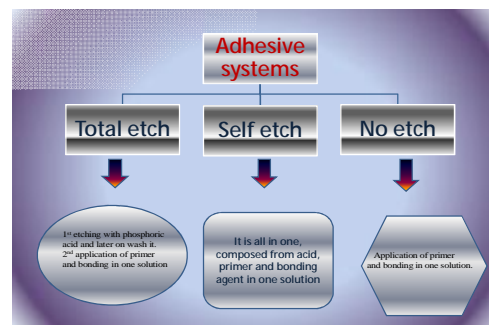 Adhesive
systems
Total etch
Self etch
No etch
1st etching with phosphoric
acid and later on wash it.
2nd application of primer
and bonding in one solution
It is all in one,
composed from acid,
primer and bonding
agent in one solution
Application of primer
and bonding in one solution.